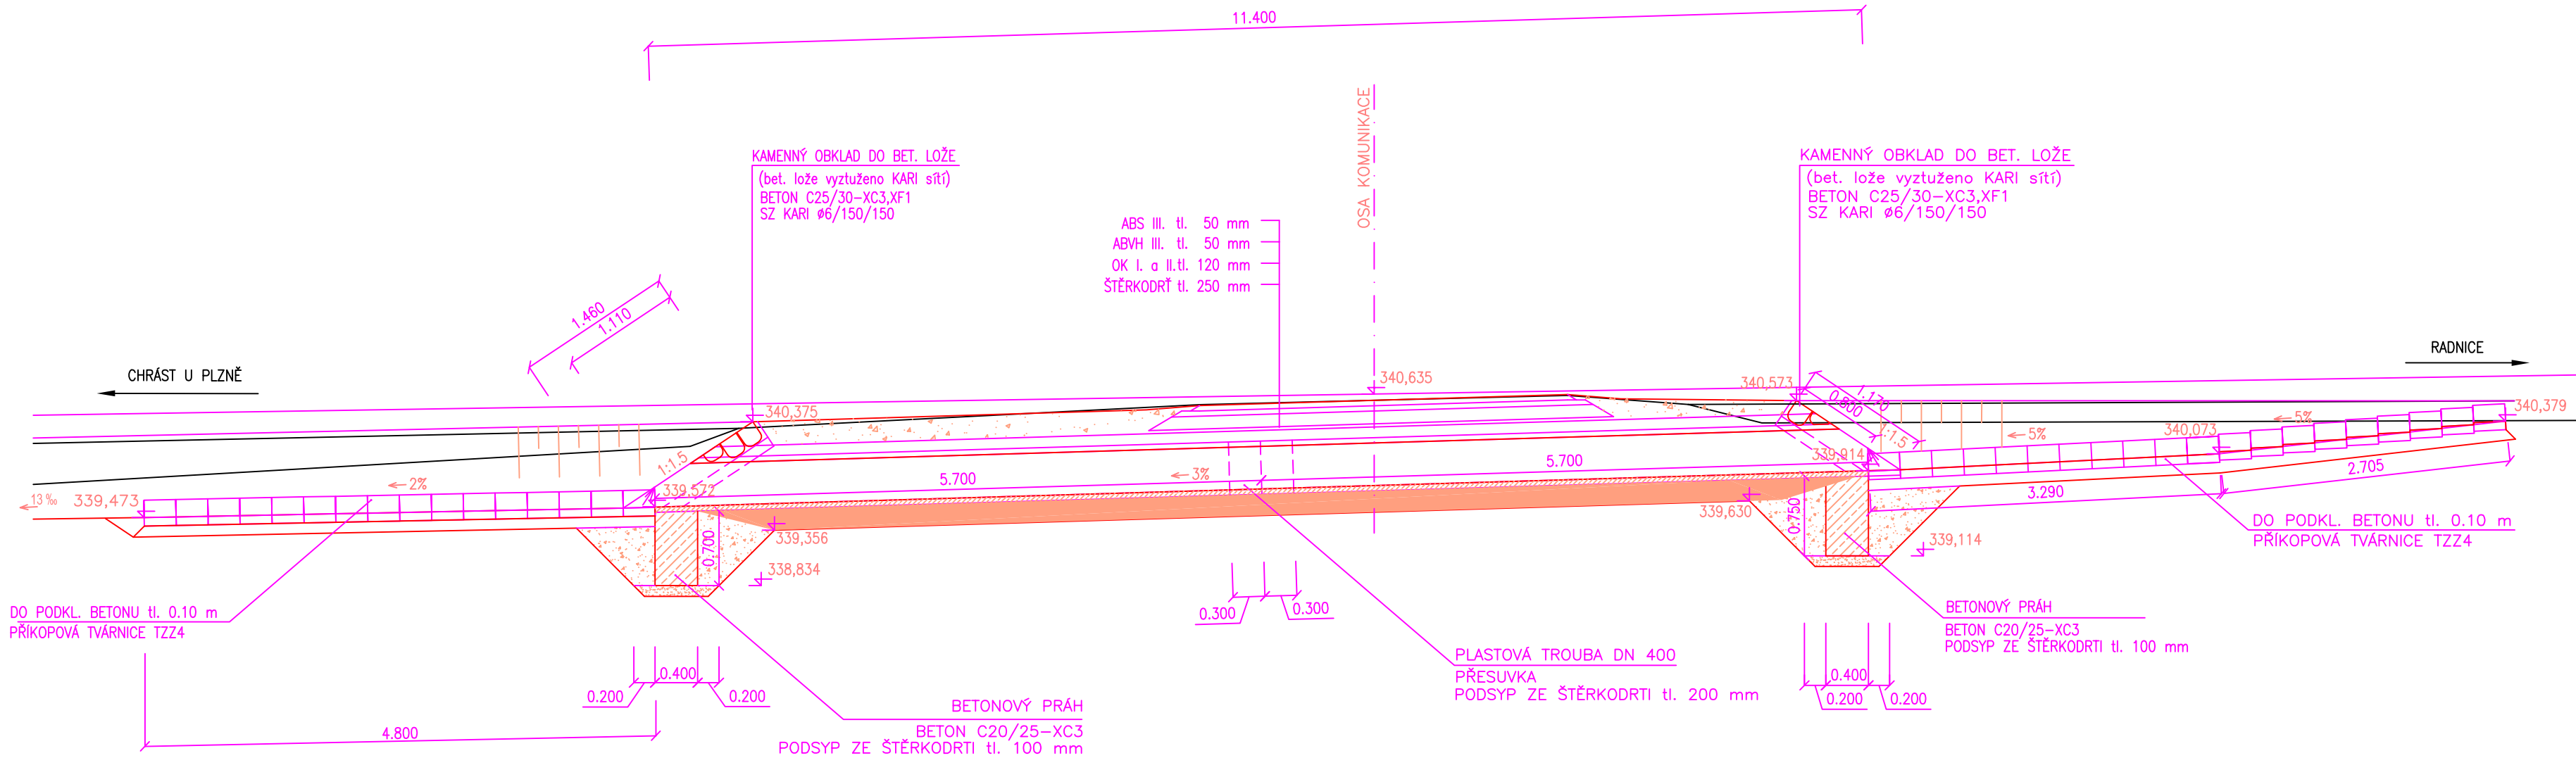 11.400
OSA KOMUNIKACE
KAMENNÝ OBKLAD DO BET. LOŽE
(bet. lože vyztuženo KARI sítí)
BETON C25/30-XC3,XF1
SZ KARI ø6/150/150
KAMENNÝ OBKLAD DO BET. LOŽE
(bet. lože vyztuženo KARI sítí)
BETON C25/30-XC3,XF1
SZ KARI ø6/150/150
ABS III. tl. 50 mm
ABVH III. tl. 50 mm
OK I. a II.tl. 120 mm
ŠTĚRKODRŤ tl. 250 mm
1.460
1.110
CHRÁST U PLZNĚ
RADNICE
340,635
340,573
1.170
0.800
340,375
340,379
1:1.5
1:1.5
5%
5%
340,073
339,914
13‰
339,473
2%
339,572
5.700
3%
5.700
2.705
3.290
339,630
0.750
0.700
339,356
338,834
339,114
DO PODKL. BETONU tl. 0.10 m
PŘÍKOPOVÁ TVÁRNICE TZZ4
DO PODKL. BETONU tl. 0.10 m
PŘÍKOPOVÁ TVÁRNICE TZZ4
0.300
0.300
BETONOVÝ PRÁH
BETON C20/25-XC3
PODSYP ZE ŠTĚRKODRTI tl. 100 mm
PLASTOVÁ TROUBA DN 400
PŘESUVKA
PODSYP ZE ŠTĚRKODRTI tl. 200 mm
0.400
0.200
0.200
0.400
0.200
0.200
BETONOVÝ PRÁH
BETON C20/25-XC3
PODSYP ZE ŠTĚRKODRTI tl. 100 mm
4.800